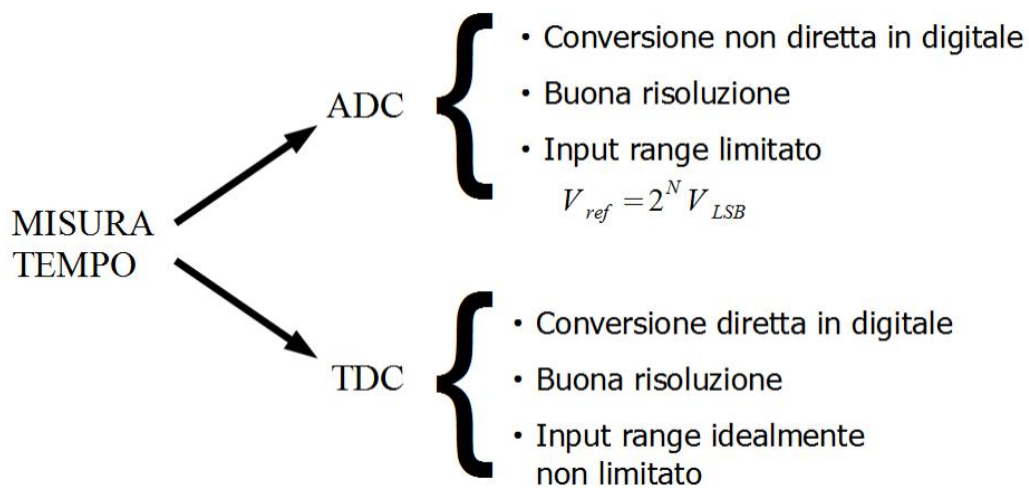 MISURA
TEMPO
ADC
• Conversione non diretta in digitale
• Buona risoluzione
• Input range limitato
V_ref = 2^N V_LSB
TDC
• Conversione diretta in digitale
• Buona risoluzione
• Input range idealmente
non limitato